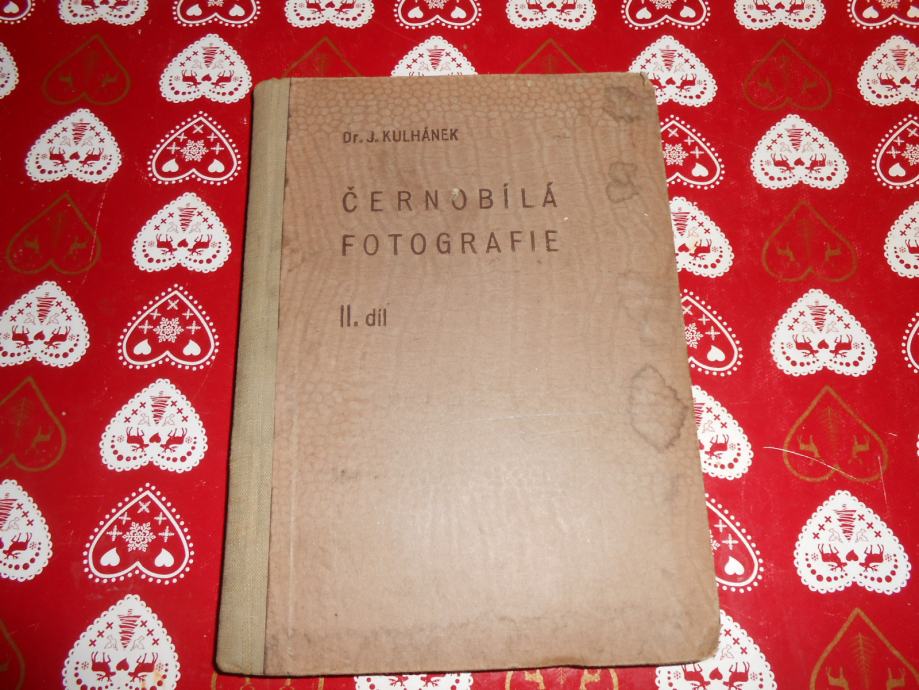 Dr. J. KULHÁNEK
ČERNOBÍLÁ
FOTOGRAFIE
II. díl